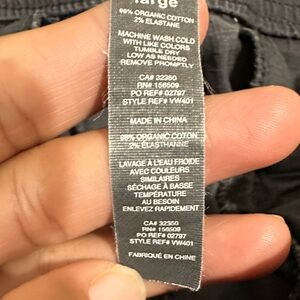 large
98% ORGANIC COTTON
2% ELASTANE
MACHINE WASH COLD
WITH LIKE COLORS
TUMBLE DRY
LOW AS NEEDED
REMOVE PROMPTLY
CA# 32350
RN# 156509
PO REF# 02797
STYLE REF# VW401
MADE IN CHINA
98% ORGANIC COTTON
2% ÉLASTHANNE
LAVAGE À L'EAU FROIDE
AVEC COULEURS
SIMILAIRES
SÉCHAGE À BASSE
TEMPÉRATURE
AU BESOIN
ENLEVEZ RAPIDEMENT
CA# 32350
RN# 156509
PO REF# 02797
STYLE REF# VW401
FABRIQUÉ EN CHINE